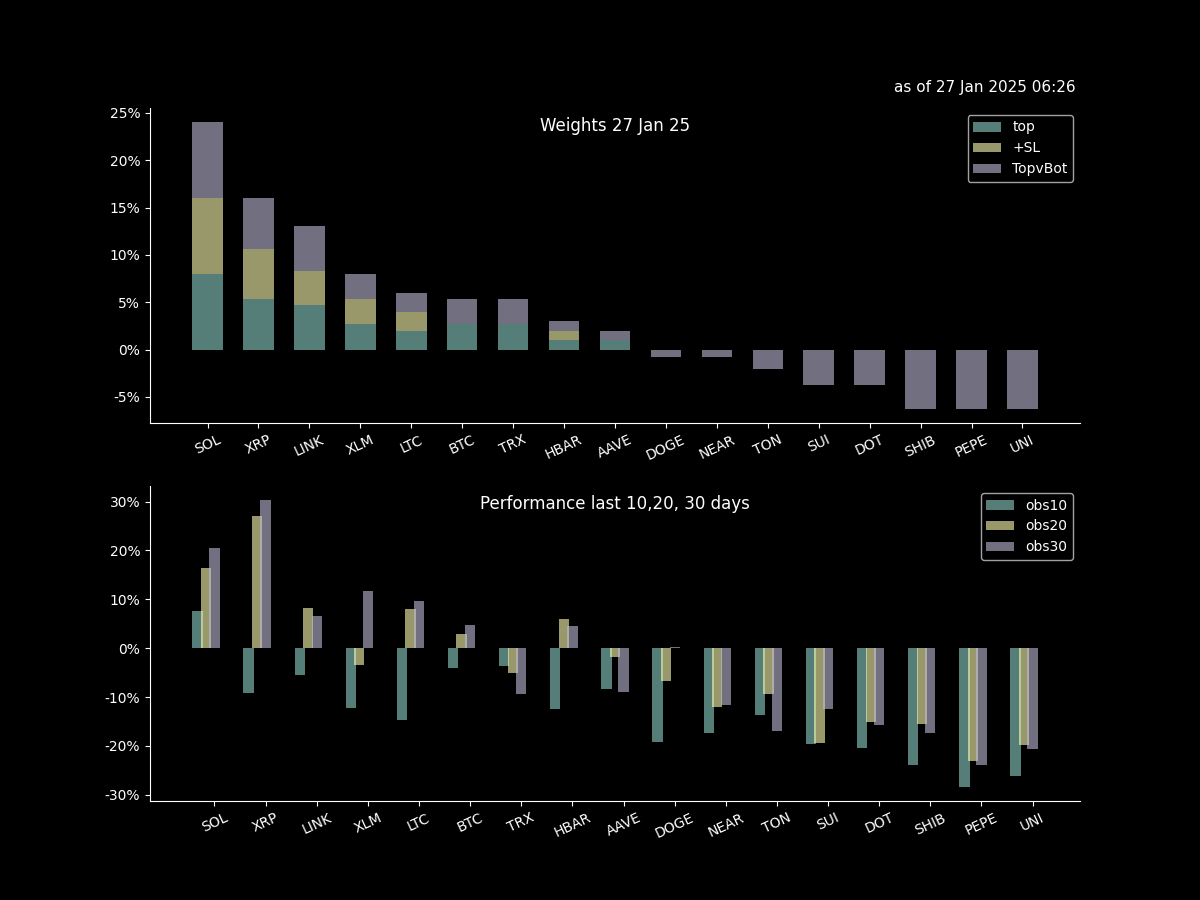 as of 27 Jan 2025 06:26
Weights 27 Jan 25
top
+SL
TopvBot
25%
20%
15%
10%
5%
0%
-5%
SOL XRP LINK XLM LTC BTC TRX HBAR AAVE DOGE NEAR TON SUI DOT SHIB PEPE UNI
Performance last 10,20, 30 days
obs10
obs20
obs30
30%
20%
10%
0%
-10%
-20%
-30%
SOL XRP LINK XLM LTC BTC TRX HBAR AAVE DOGE NEAR TON SUI DOT SHIB PEPE UNI